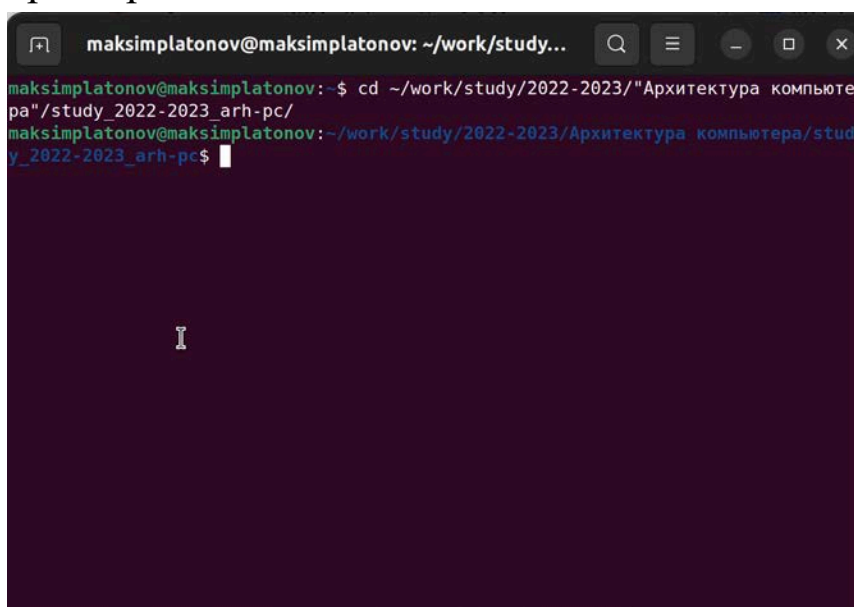 maksimplatonov@maksimplatonov: ~/work/study...
maksimplatonov@maksimplatonov:~$ cd ~/work/study/2022-2023/"Архитектура компьюте
ра"/study_2022-2023_arh-pc/
maksimplatonov@maksimplatonov:~/work/study/2022-2023/Архитектура компьютера/stud
y_2022-2023_arh-pc$